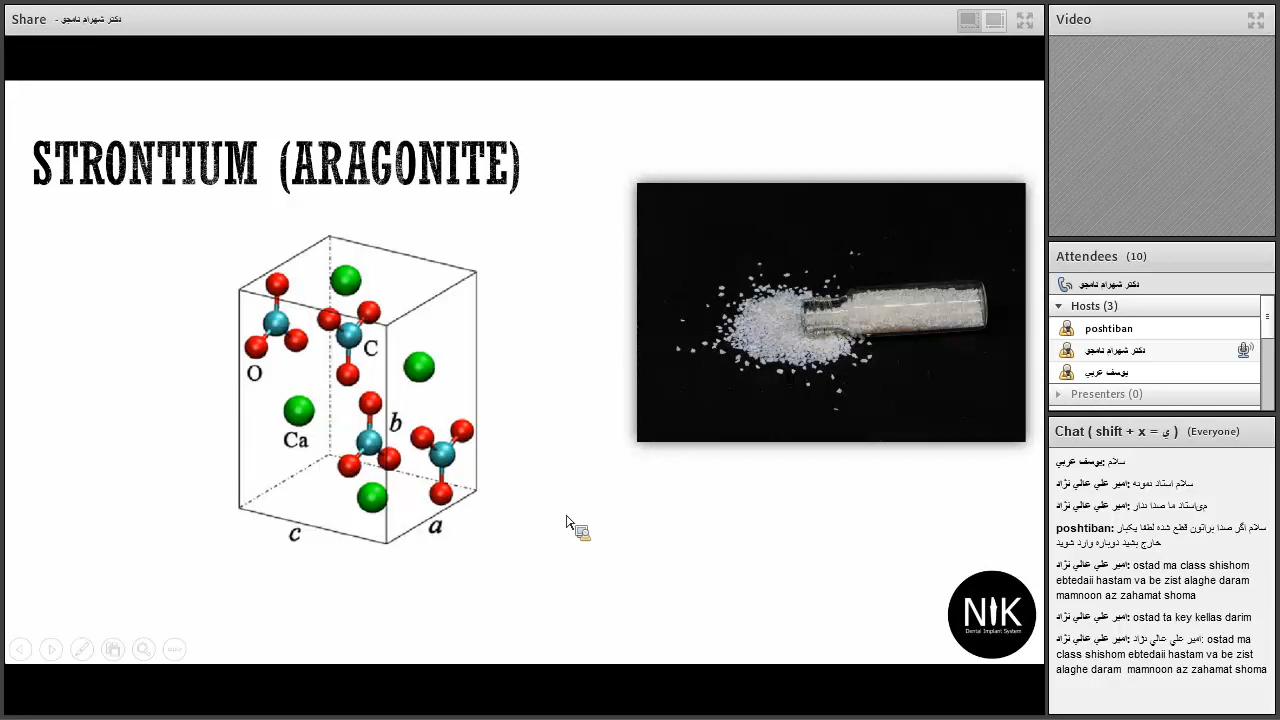 Share دکتر شهرام نامجو -
STRONTIUM (ARAGONITE)
O
C
Ca
b
c
a
NIK
Dental Implant System
Video
Attendees (10)
دکتر شهرام نامجو
Hosts (3)
poshtiban
دکتر شهرام نامجو
یوسف عربی
Presenters (0)
Chat ( shift + x = ي ) (Everyone)
یوسف عربی: سلام
امیر علی عالی نژاد: سلام استاد نمونه
امیر علی عالی نژاد: می‌استاد ما صدا ندار
poshtiban: سلام اگر صدا براتون قطع شده لطفا یکبار
خارج بشید دوباره وارد شوید
امیر علی عالی نژاد: ostad ma class shishom
ebtedaii hastam va be zist alaghe daram
mamnoon az zahamat shoma
امیر علی عالی نژاد: ostad ta key kellas darim
امیر علی عالی نژاد: امیر علی عالی نژاد: ostad ma
class shishom ebtedaii hastam va be zist
alaghe daram mamnoon az zahamat shoma